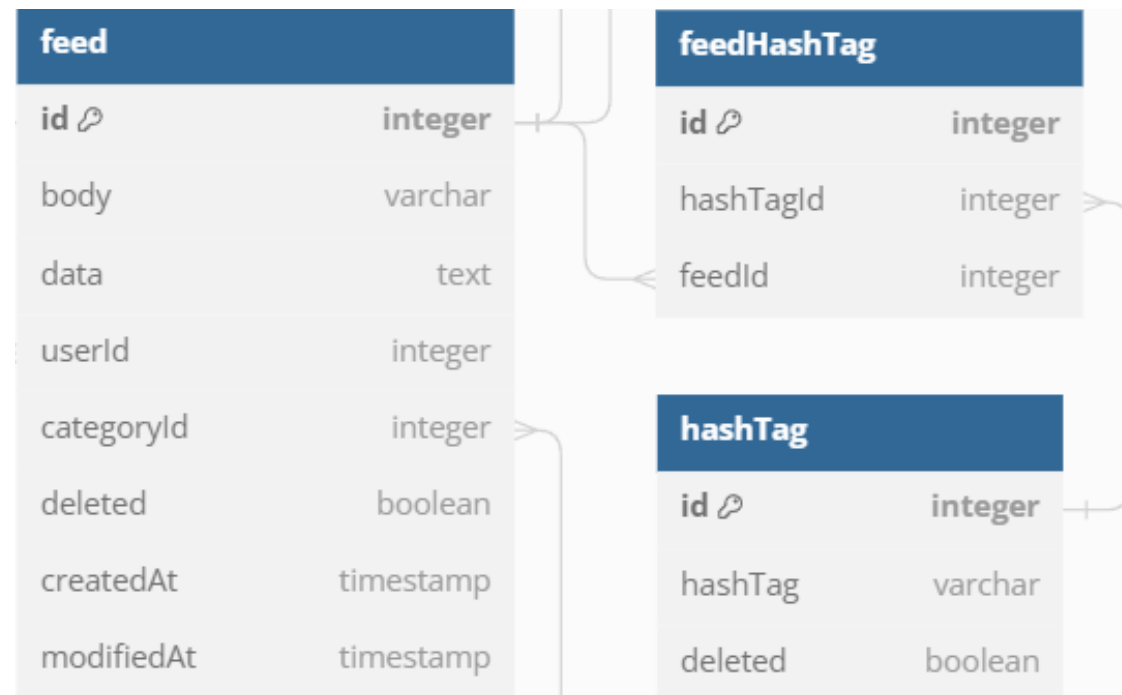 feed
id integer
body varchar
data text
userId integer
categoryId integer
deleted boolean
createdAt timestamp
modifiedAt timestamp
feedHashTag
id integer
hashTagId integer
feedId integer
hashTag
id integer
hashTag varchar
deleted boolean